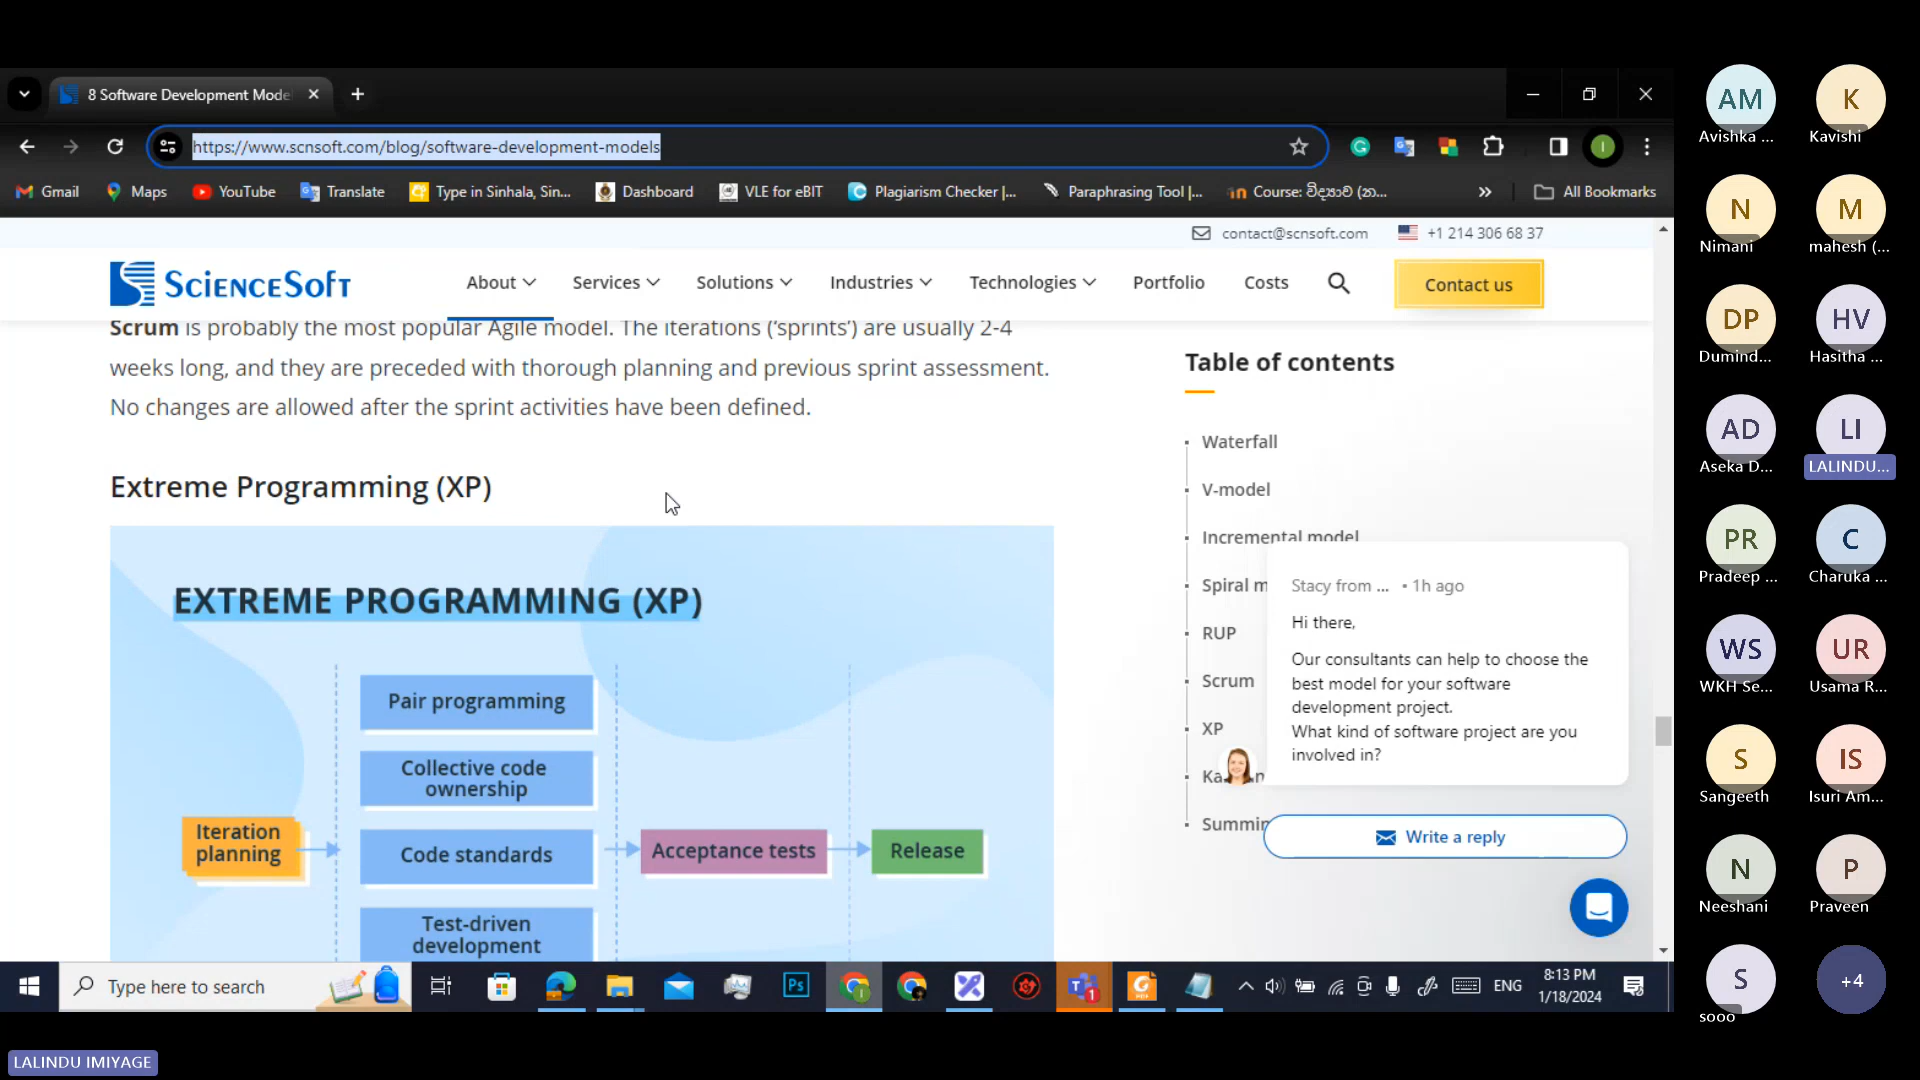 8 Software Development Mode
https://www.scnsoft.com/blog/software-development-models
Gmail
Maps
YouTube
Translate
Type in Sinhala, Sin...
Dashboard
VLE for eBIT
Plagiarism Checker |...
Paraphrasing Tool |...
Course: විද්‍යාව (ශ්‍ර...
»
All Bookmarks
contact@scnsoft.com
+1 214 306 68 37
SCIENCESOFT
About
Services
Solutions
Industries
Technologies
Portfolio
Costs
Contact us
Scrum is probably the most popular Agile model. The iterations (‘sprints’) are usually 2-4
weeks long, and they are preceded with thorough planning and previous sprint assessment.
No changes are allowed after the sprint activities have been defined.
Extreme Programming (XP)
EXTREME PROGRAMMING (XP)
Iteration
planning
Pair programming
Collective code
ownership
Code standards
Test-driven
development
Acceptance tests
Release
Table of contents
Waterfall
V-model
Incremental model
Spiral m
RUP
Scrum
XP
Ka
n
Summin
Stacy from ... • 1h ago
Hi there,
Our consultants can help to choose the
best model for your software
development project.
What kind of software project are you
involved in?
Write a reply
Type here to search
Ps
1
ENG
8:13 PM
1/18/2024
AM
Avishka ...
K
Kavishi
N
Nimani
M
mahesh (...
DP
Dumind...
HV
Hasitha ...
AD
Aseka D...
LI
LALINDU...
PR
Pradeep ...
C
Charuka ...
WS
WKH Se...
UR
Usama R...
S
Sangeeth
IS
Isuri Am...
N
Neeshani
P
Praveen
S
sooo
+4
LALINDU IMIYAGE